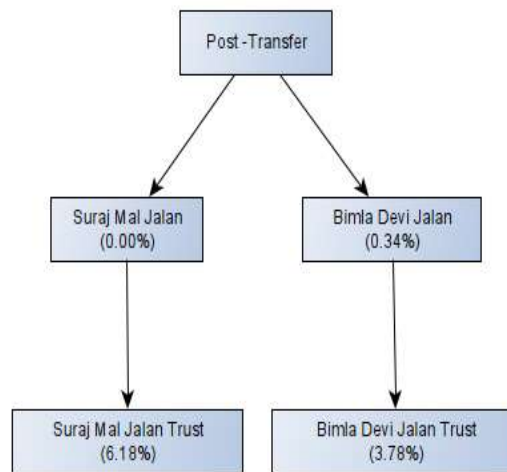 Post -Transfer
Suraj Mal Jalan
(0.00%)
Bimla Devi Jalan
(0.34%)
Suraj Mal Jalan Trust
(6.18%)
Bimla Devi Jalan Trust
(3.78%)